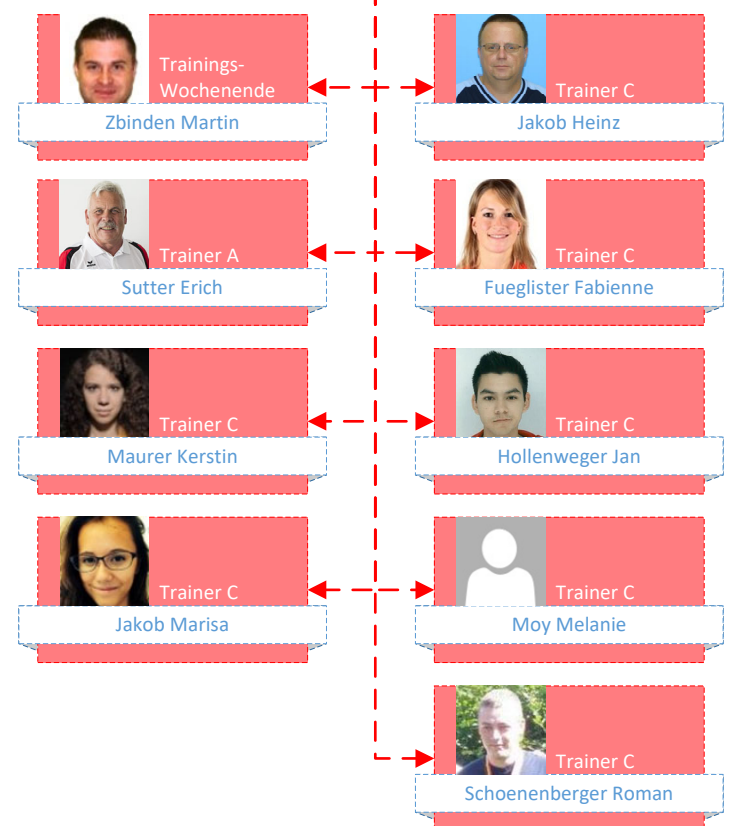 Trainings-
Wochenende
Zbinden Martin
Trainer C
Jakob Heinz
Trainer A
Sutter Erich
Trainer C
Fueglister Fabienne
Trainer C
Maurer Kerstin
Trainer C
Hollenweger Jan
Trainer C
Jakob Marisa
Trainer C
Moy Melanie
Trainer C
Schoenenberger Roman